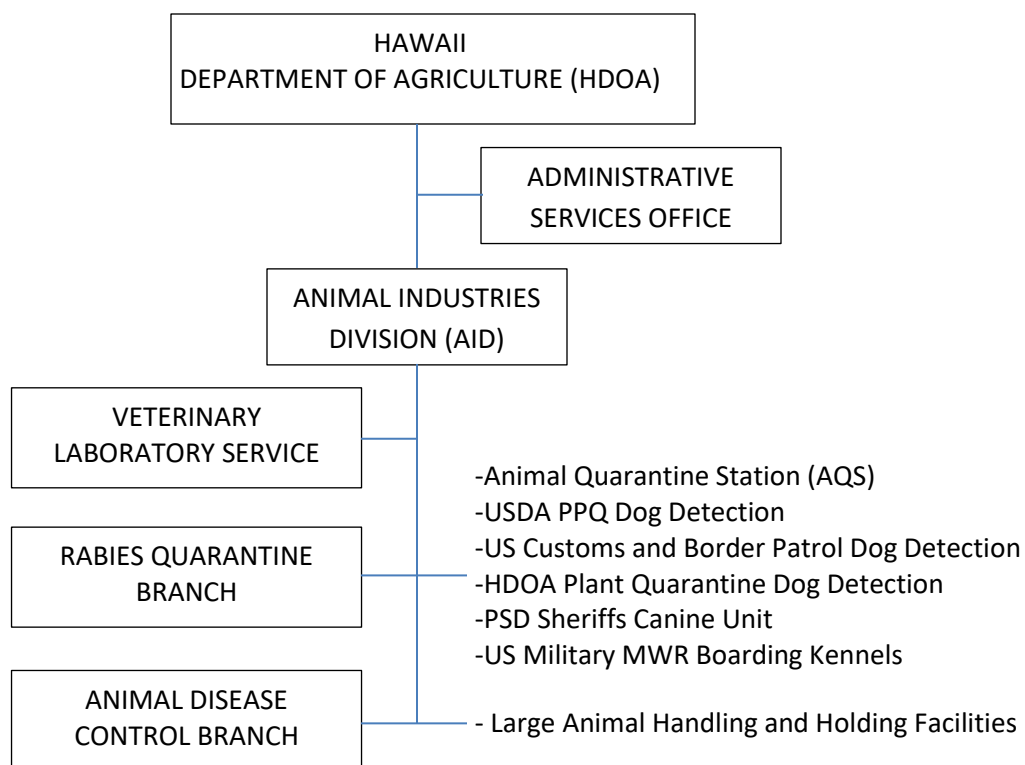 HAWAII
DEPARTMENT OF AGRICULTURE (HDOA)
ADMINISTRATIVE
SERVICES OFFICE
ANIMAL INDUSTRIES
DIVISION (AID)
VETERINARY
LABORATORY SERVICE
RABIES QUARANTINE
BRANCH
-Animal Quarantine Station (AQS)
-USDA PPQ Dog Detection
-US Customs and Border Patrol Dog Detection
-HDOA Plant Quarantine Dog Detection
-PSD Sheriffs Canine Unit
-US Military MWR Boarding Kennels
ANIMAL DISEASE
CONTROL BRANCH
- Large Animal Handling and Holding Facilities